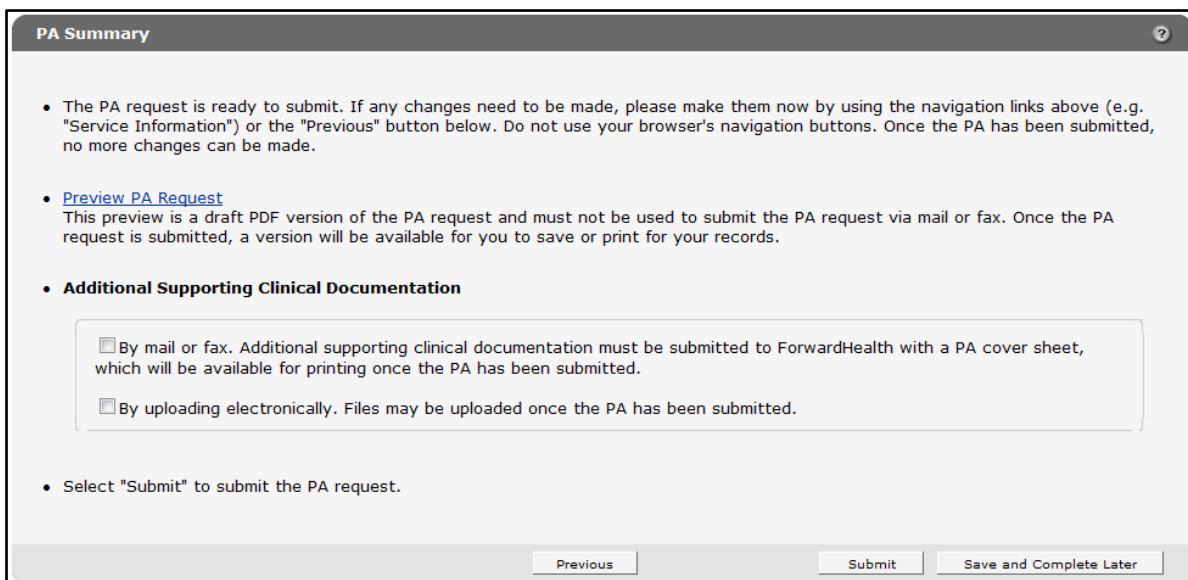 PA Summary
?
• The PA request is ready to submit. If any changes need to be made, please make them now by using the navigation links above (e.g.
"Service Information") or the "Previous" button below. Do not use your browser's navigation buttons. Once the PA has been submitted,
no more changes can be made.
• Preview PA Request
This preview is a draft PDF version of the PA request and must not be used to submit the PA request via mail or fax. Once the PA
request is submitted, a version will be available for you to save or print for your records.
• Additional Supporting Clinical Documentation
By mail or fax. Additional supporting clinical documentation must be submitted to ForwardHealth with a PA cover sheet,
which will be available for printing once the PA has been submitted.
By uploading electronically. Files may be uploaded once the PA has been submitted.
• Select "Submit" to submit the PA request.
Previous
Submit
Save and Complete Later